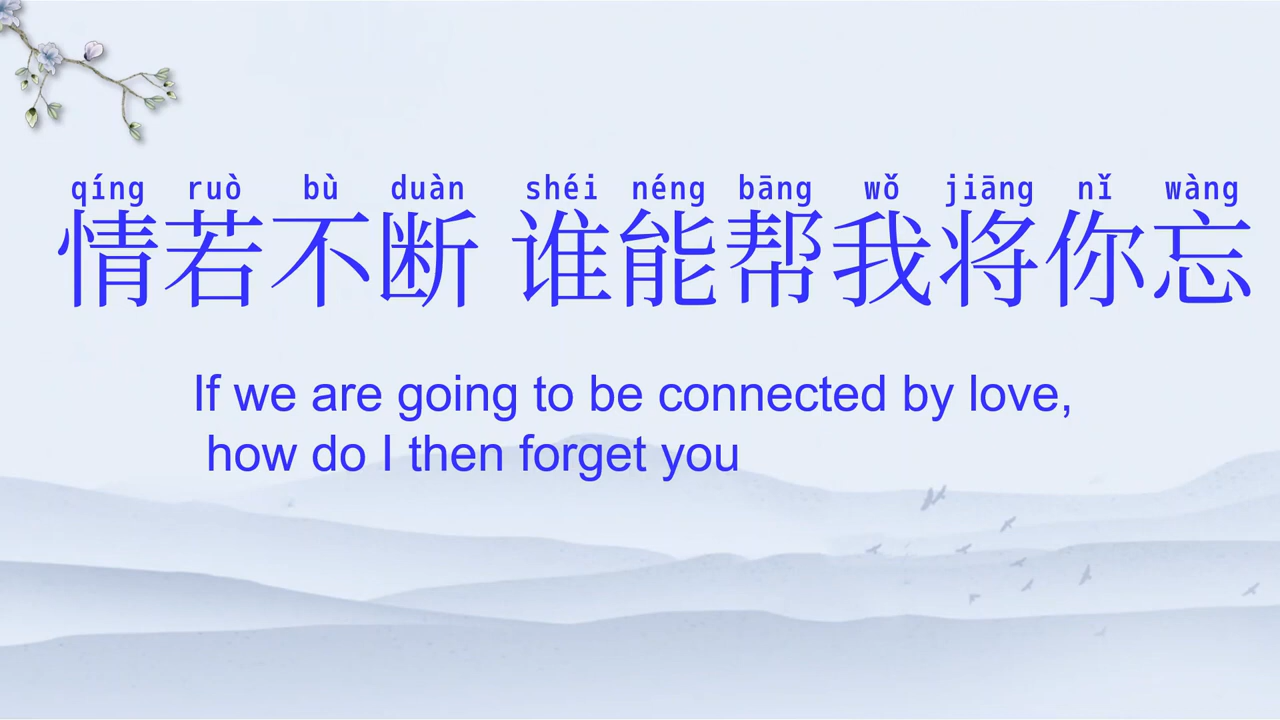 qíng ruò bù duàn shéi néng bāng wǒ jiāng nǐ wàng
情若不断 谁能帮我将你忘
If we are going to be connected by love,
how do I then forget you